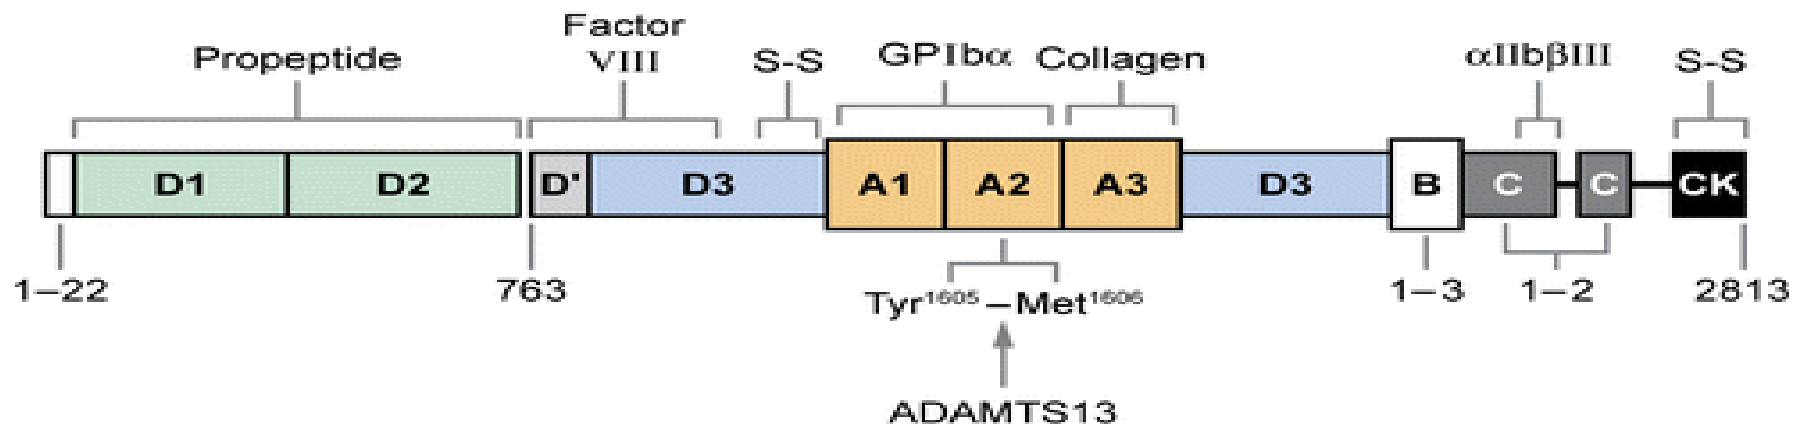 Propeptide
Factor
VIII
S-S
GPIbα
Collagen
αIIbβIII
S-S
D1
D2
D'
D3
A1
A2
A3
D3
B
C
C
CK
1–22
763
Tyr¹⁶⁰⁵–Met¹⁶⁰⁶
1–3
1–2
2813
ADAMTS13